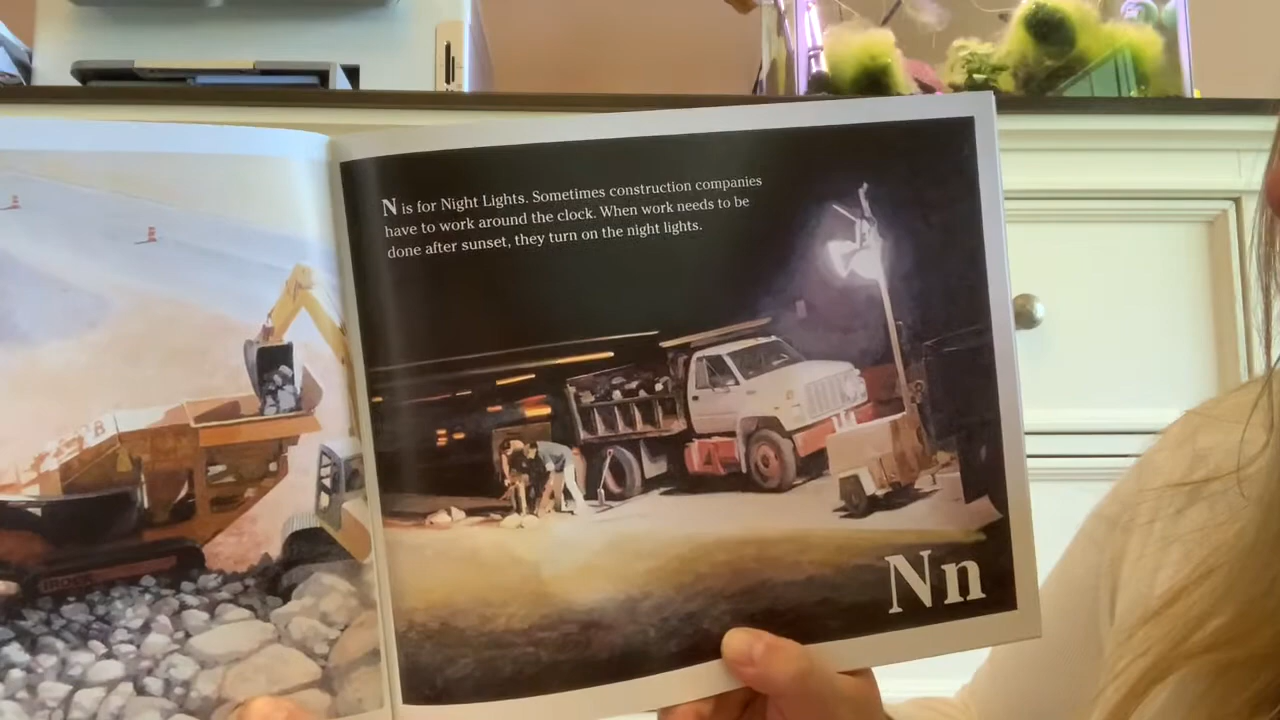 N is for Night Lights. Sometimes construction companies
have to work around the clock. When work needs to be
done after sunset, they turn on the night lights.
Nn